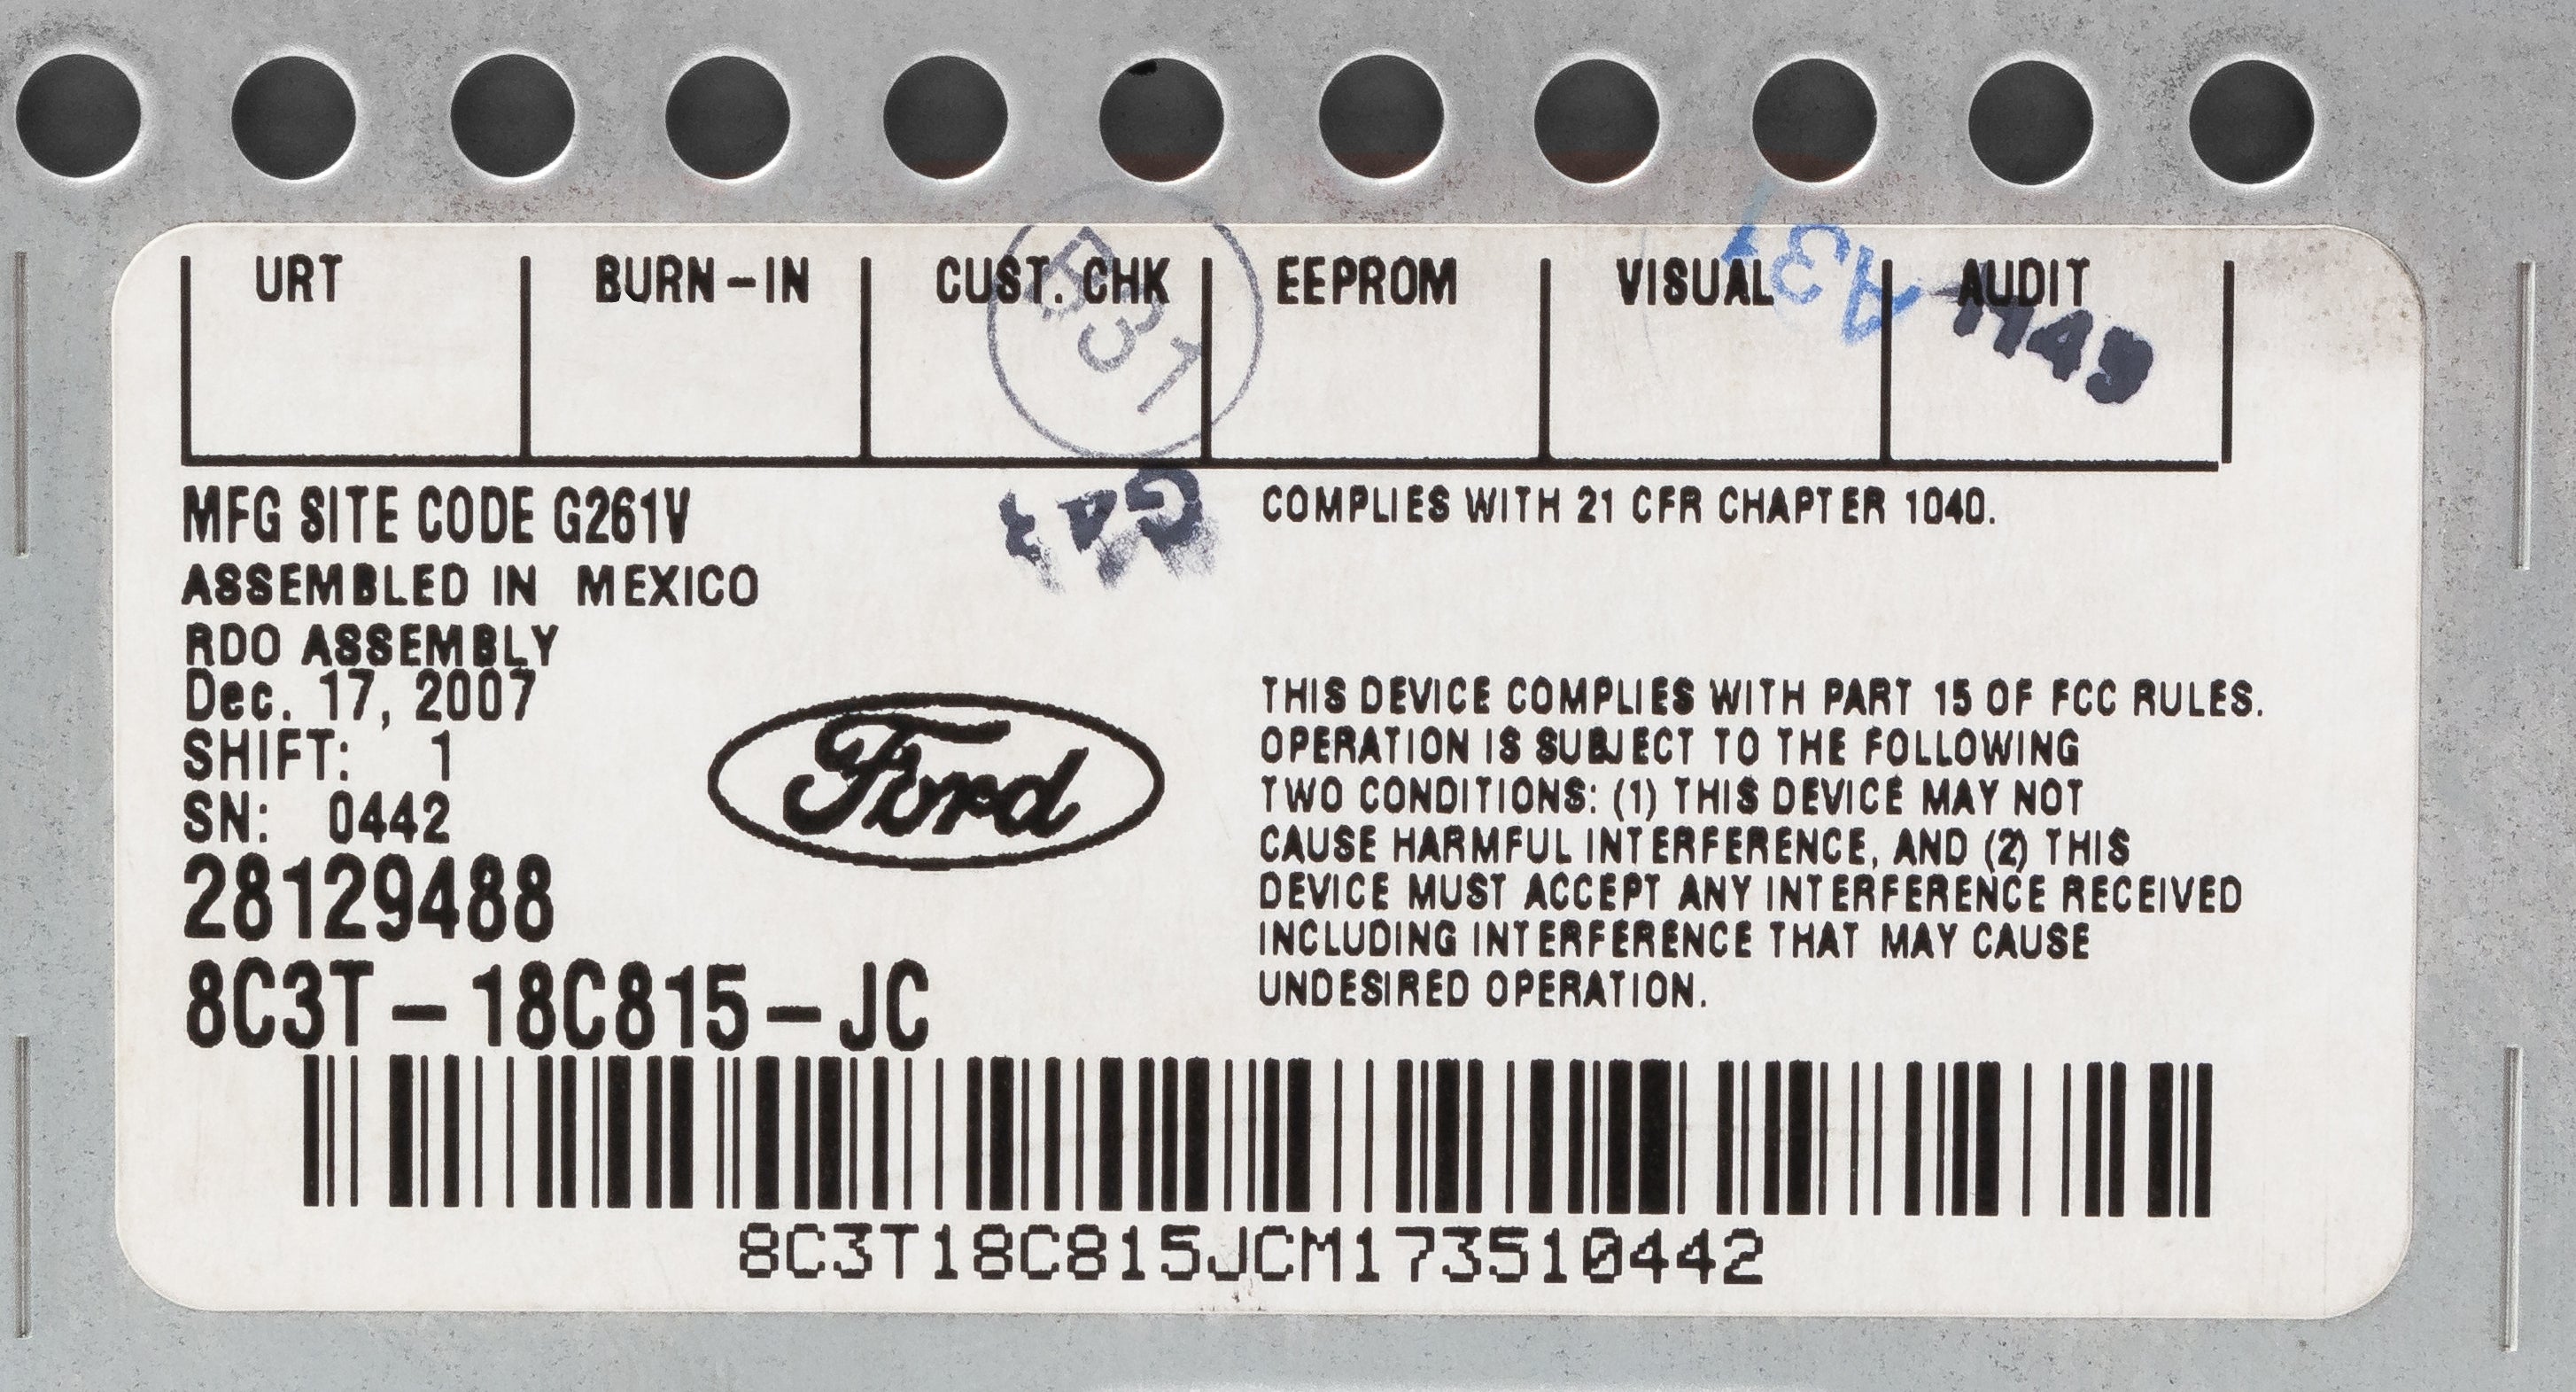 URT BURN-IN CUST. CHK EEPROM VISUAL AUDIT
MFG SITE CODE G261V
ASSEMBLED IN MEXICO
RDO ASSEMBLY
Dec. 17, 2007
SHIFT: 1
SN: 0442
28129488
8C3T-18C815-JC
Ford
COMPLIES WITH 21 CFR CHAPTER 1040.
THIS DEVICE COMPLIES WITH PART 15 OF FCC RULES.
OPERATION IS SUBJECT TO THE FOLLOWING
TWO CONDITIONS: (1) THIS DEVICE MAY NOT
CAUSE HARMFUL INTERFERENCE, AND (2) THIS
DEVICE MUST ACCEPT ANY INTERFERENCE RECEIVED
INCLUDING INTERFERENCE THAT MAY CAUSE
UNDESIRED OPERATION.
8C3T18C815JCM173510442